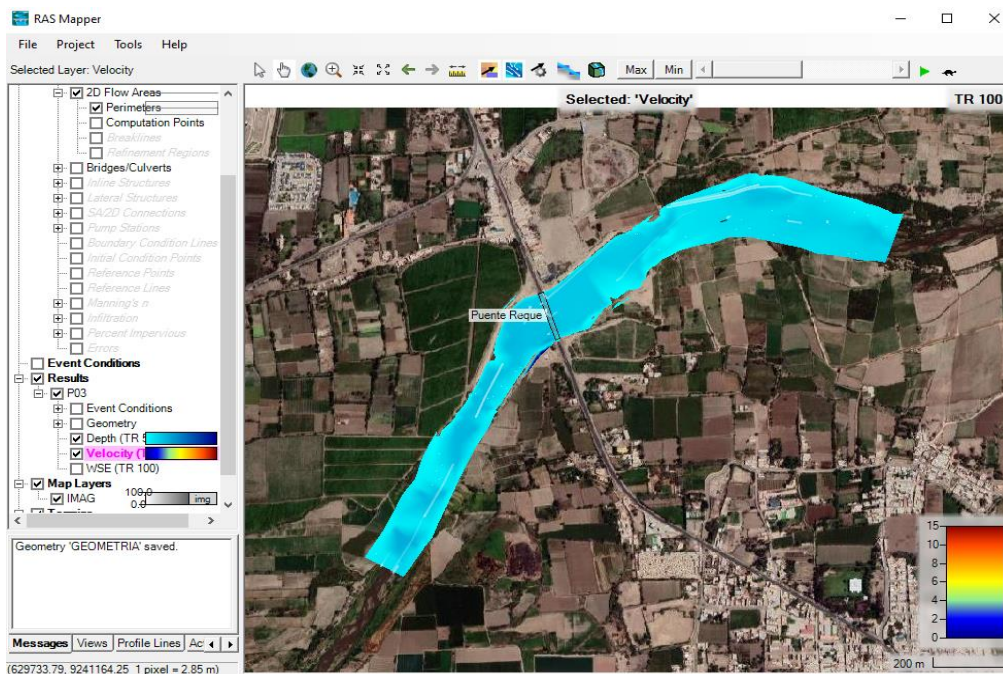 RAS Mapper
File Project Tools Help
Selected Layer: Velocity
Max Min
2D Flow Areas
Perimeters
Computation Points
Breaklines
Refinement Regions
Bridges/Culverts
Inline Structures
Lateral Structures
SA/2D Connections
Pump Stations
Boundary Condition Lines
Initial Condition Points
Reference Points
Reference Lines
Manning's n
Infiltration
Percent Impervious
Errors
Event Conditions
Results
P03
Event Conditions
Geometry
Depth (TR 5
Velocity (T
WSE (TR 100)
Map Layers
IMAG 100.0 0.0 img
Geometry 'GEOMETRIA' saved.
Messages Views Profile Lines Ac
(629733.79, 9241164.25 1 pixel = 2.85 m)
Selected: 'Velocity'
TR 100
Puente Reque
15
10
8
6
4
2
0
200 m